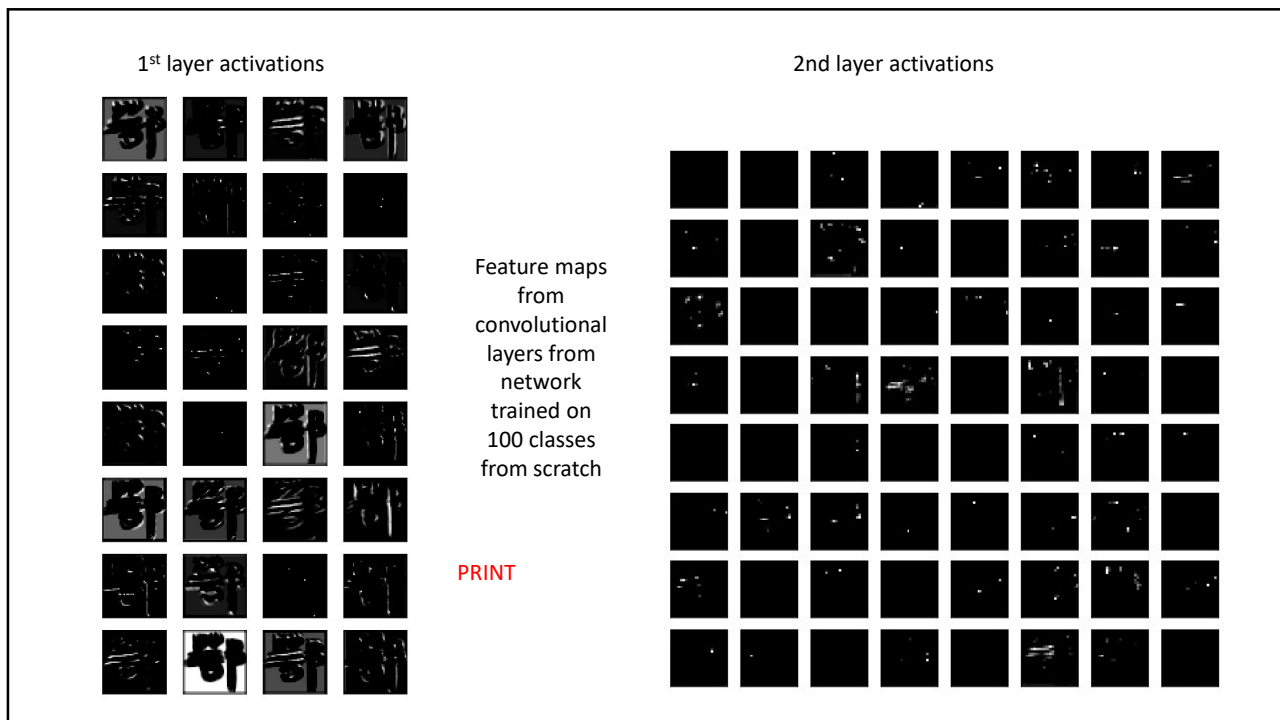 1st layer activations
2nd layer activations
Feature maps
from
convolutional
layers from
network
trained on
100 classes
from scratch
PRINT